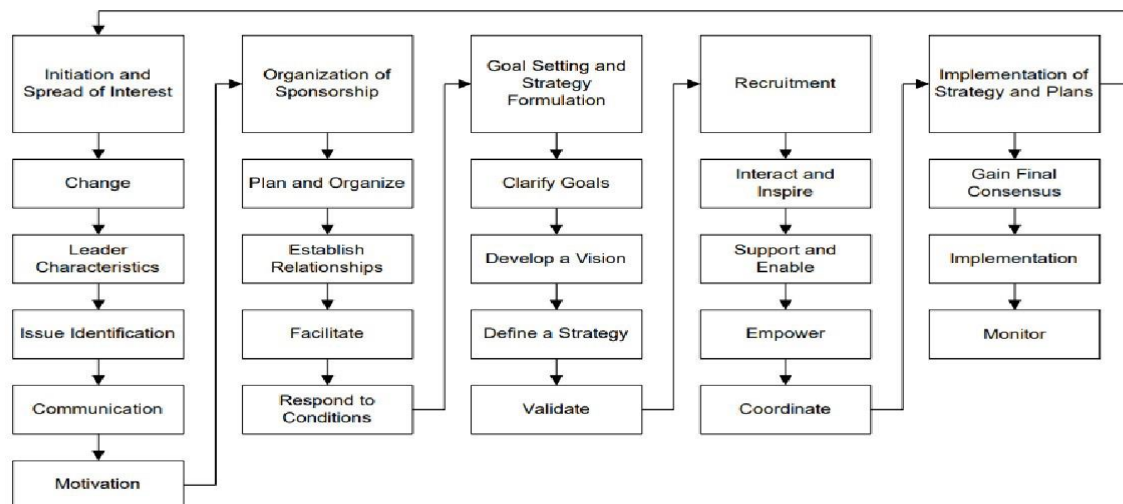 Initiation and
Spread of Interest
Change
Leader
Characteristics
Issue Identification
Communication
Motivation
Organization of
Sponsorship
Plan and Organize
Establish
Relationships
Facilitate
Respond to
Conditions
Goal Setting and
Strategy
Formulation
Clarify Goals
Develop a Vision
Define a Strategy
Validate
Recruitment
Interact and
Inspire
Support and
Enable
Empower
Coordinate
Implementation of
Strategy and Plans
Gain Final
Consensus
Implementation
Monitor